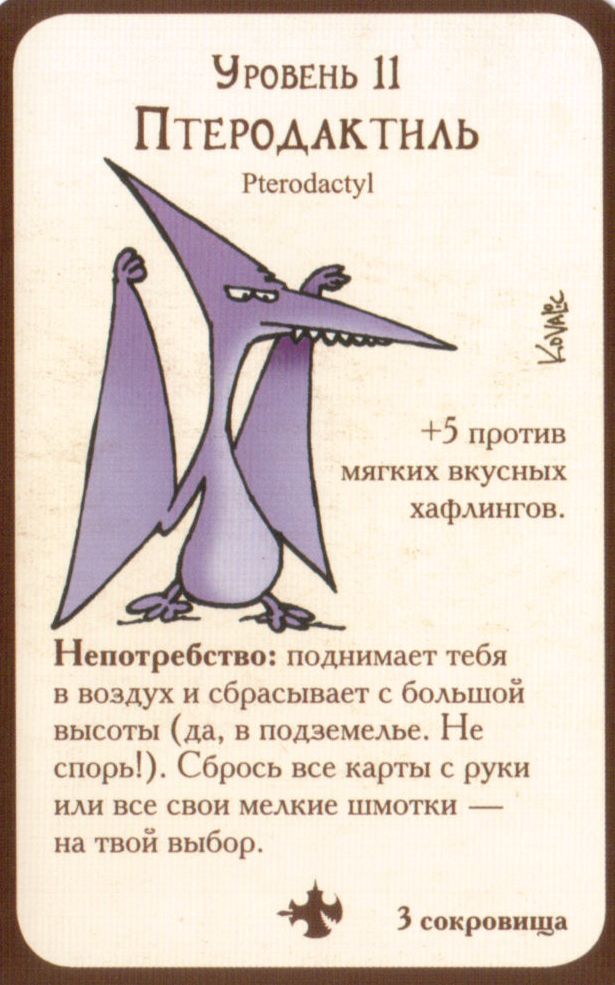 Уровень 11
Птеродактиль
Pterodactyl
Kovalic
+5 против
мягких вкусных
хафлингов.
Непотребство: поднимает тебя
в воздух и сбрасывает с большой
высоты (да, в подземелье. Не
спорь!). Сбрось все карты с руки
или все свои мелкие шмотки —
на твой выбор.
3 сокровища